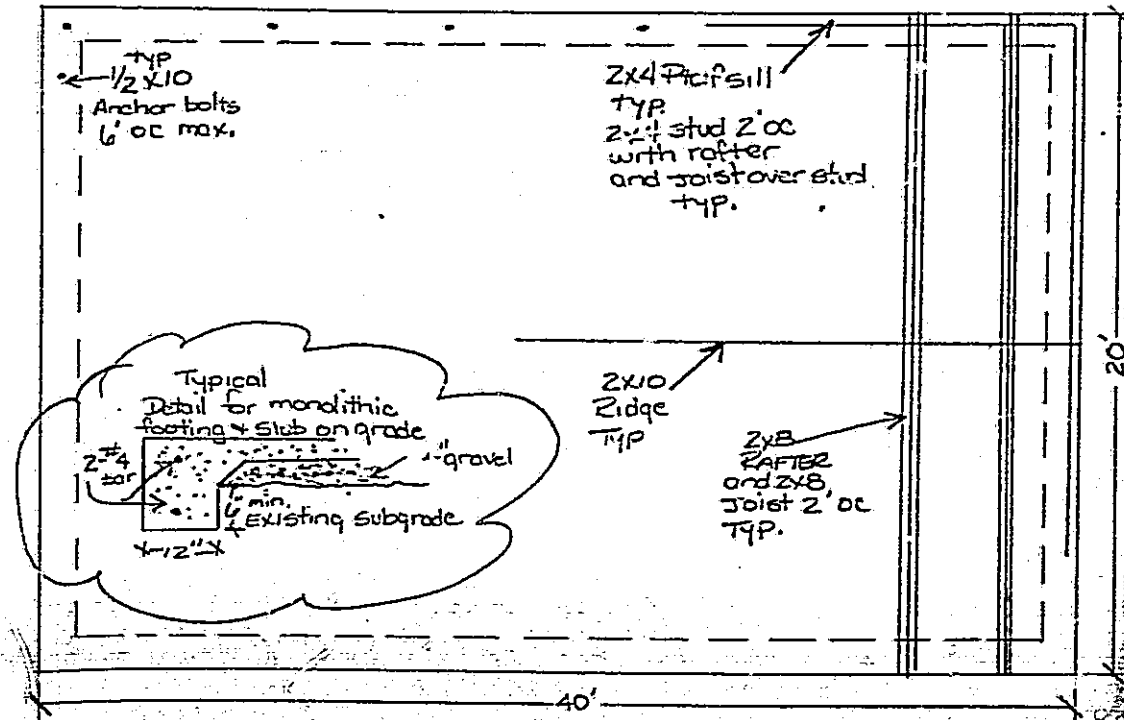 typ
1/2 x10
Anchor bolts
6' oc max.
2x4 sill
typ.
2x4 stud 2' oc
with rafter
and joist over stud
typ.
20'
2x10
Ridge
Typ
2x8
RAFTER
and 2x8
Joist 2' oc
Typ.
Typical
Detail for monolithic
footing + Slab on grade
2-#4
bar
gravel
6" min.
Existing Subgrade
12"
40'